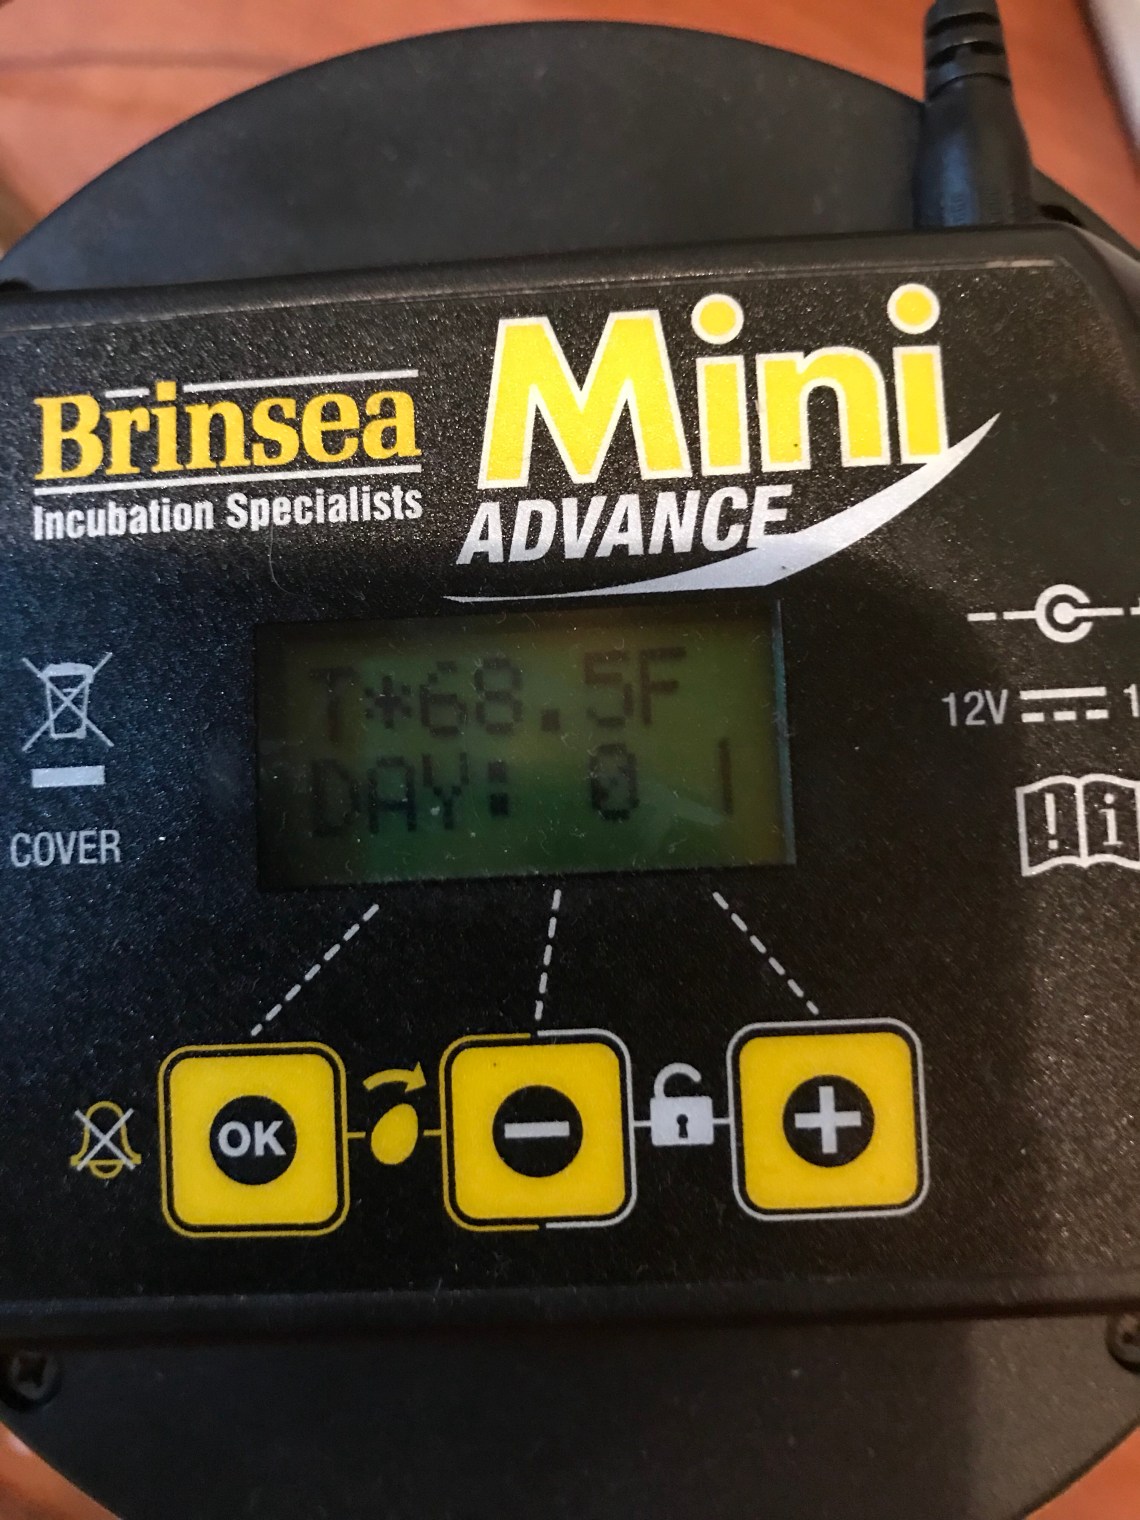 Brinsea
Incubation Specialists
Mini
ADVANCE
T*68.5F
DAY: 0 1
12V
COVER
OK